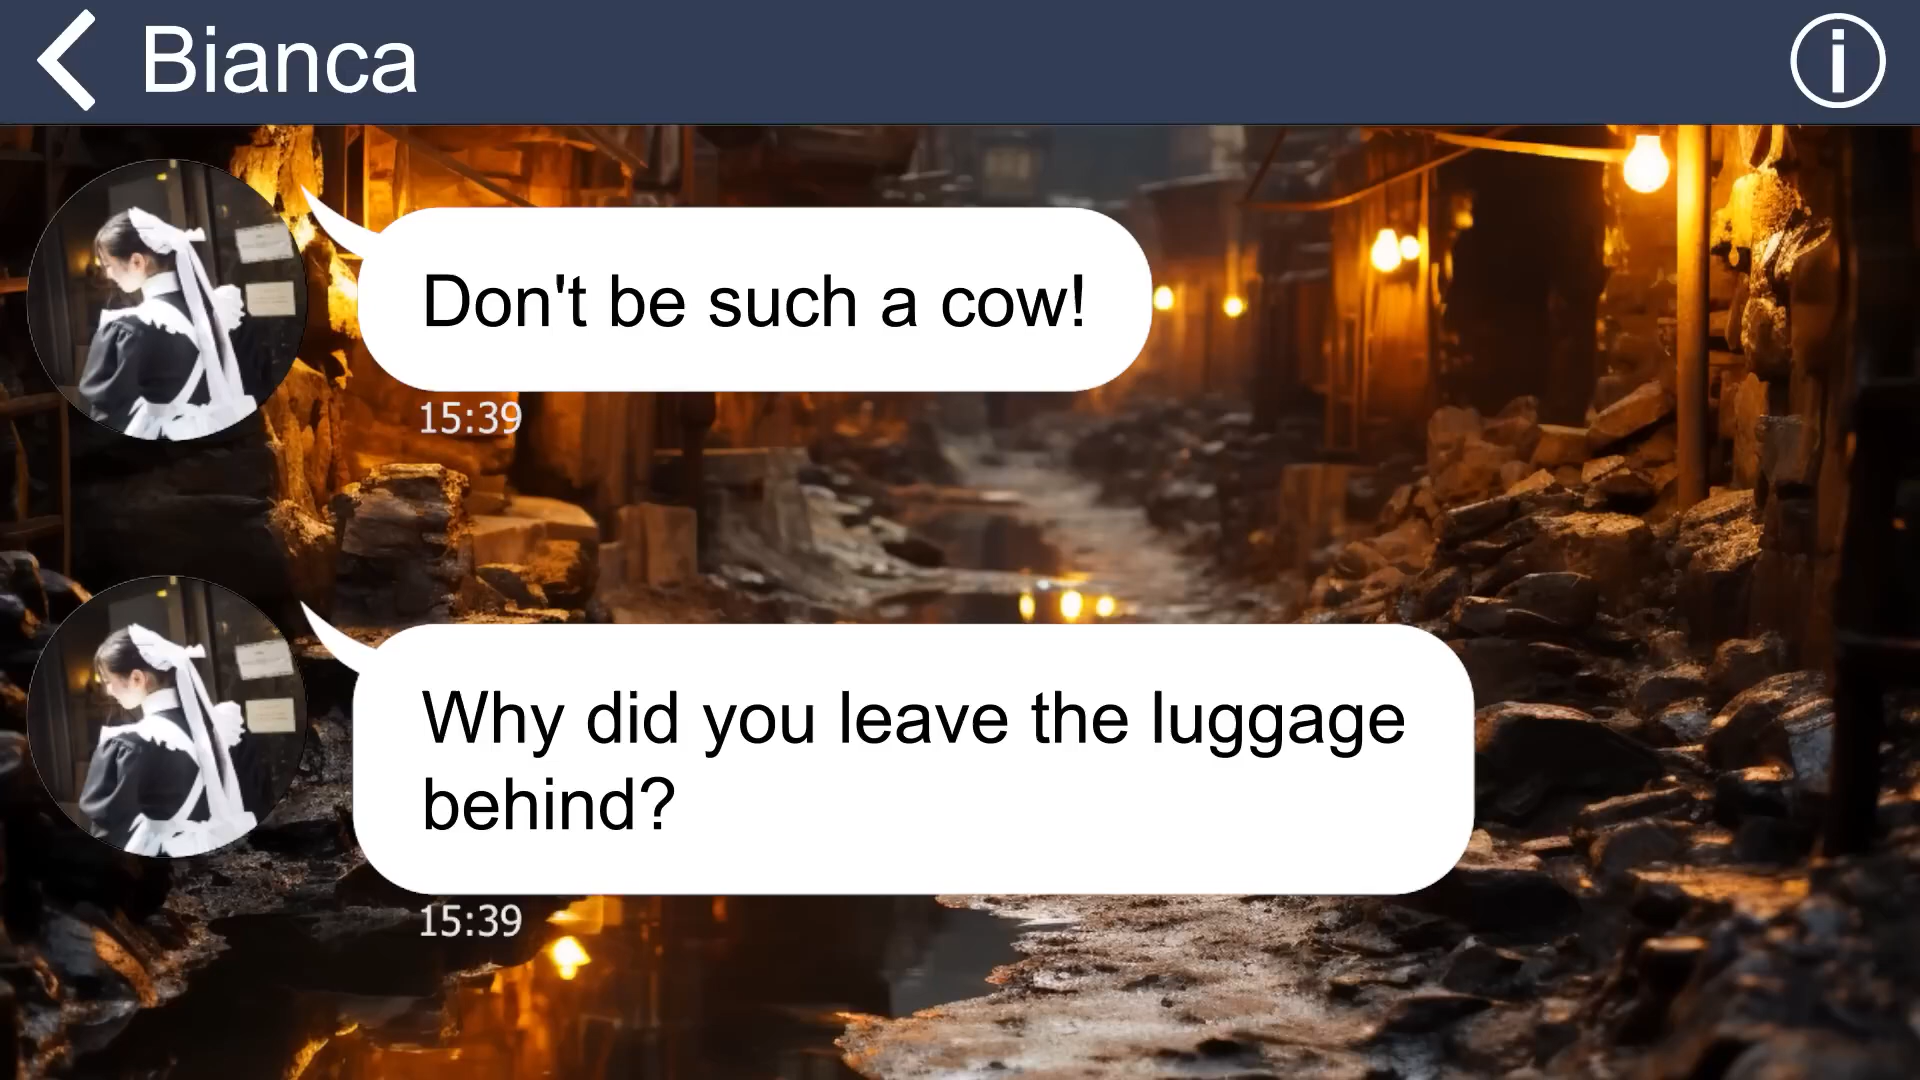 Bianca
Don't be such a cow!
15:39
Why did you leave the luggage
behind?
15:39